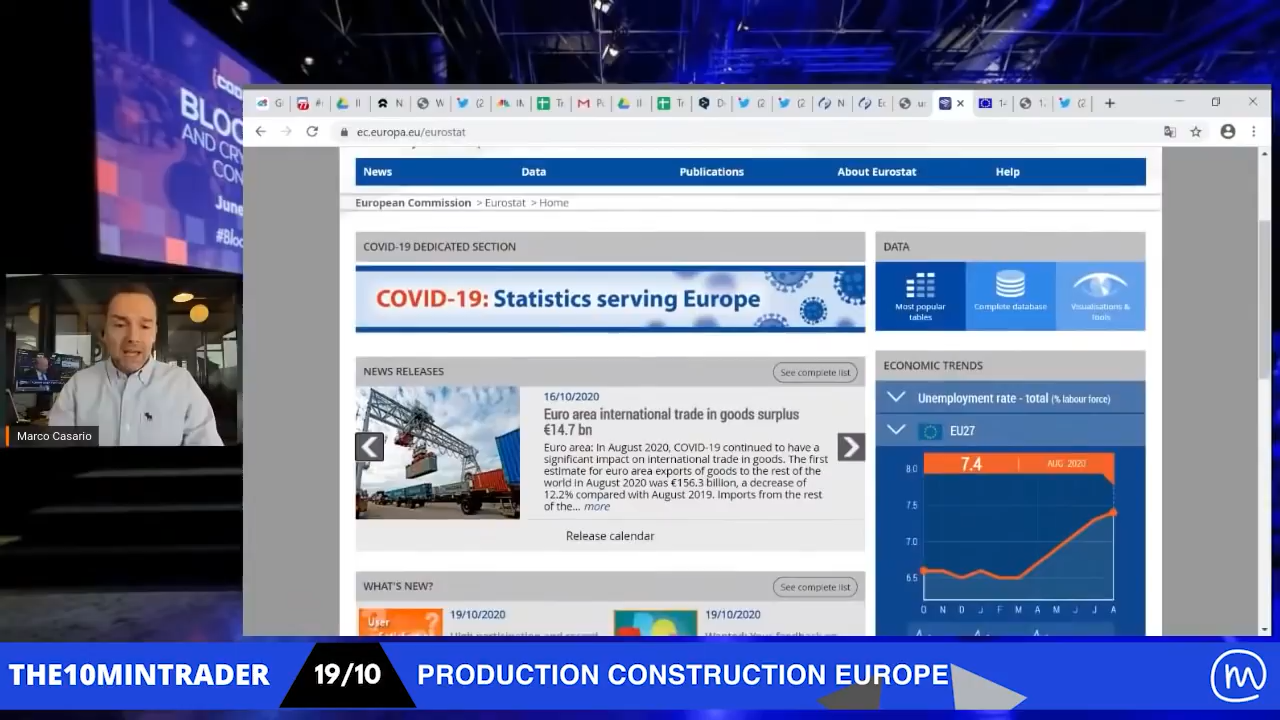 BLOC
AND CRY
CON
June
#Bloc
ec.europa.eu/eurostat
News Data Publications About Eurostat Help
European Commission > Eurostat > Home
COVID-19 DEDICATED SECTION
COVID-19: Statistics serving Europe
DATA
Most popular tables
Complete database
Visualisations & tools
NEWS RELEASES
See complete list
16/10/2020
Euro area international trade in goods surplus
€14.7 bn
Euro area: In August 2020, COVID-19 continued to have a
significant impact on international trade in goods. The first
estimate for euro area exports of goods to the rest of the
world in August 2020 was €156.3 billion, a decrease of
12.2% compared with August 2019. Imports from the rest
of the... more
Release calendar
ECONOMIC TRENDS
Unemployment rate - total (% labour force)
EU27
7.4 AUG 2020
8.0
7.5
7.0
6.5
O N D J F M A M J J A
WHAT'S NEW?
See complete list
User
19/10/2020
19/10/2020
Marco Casario
THE10MINTRADER 19/10 PRODUCTION CONSTRUCTION EUROPE
m